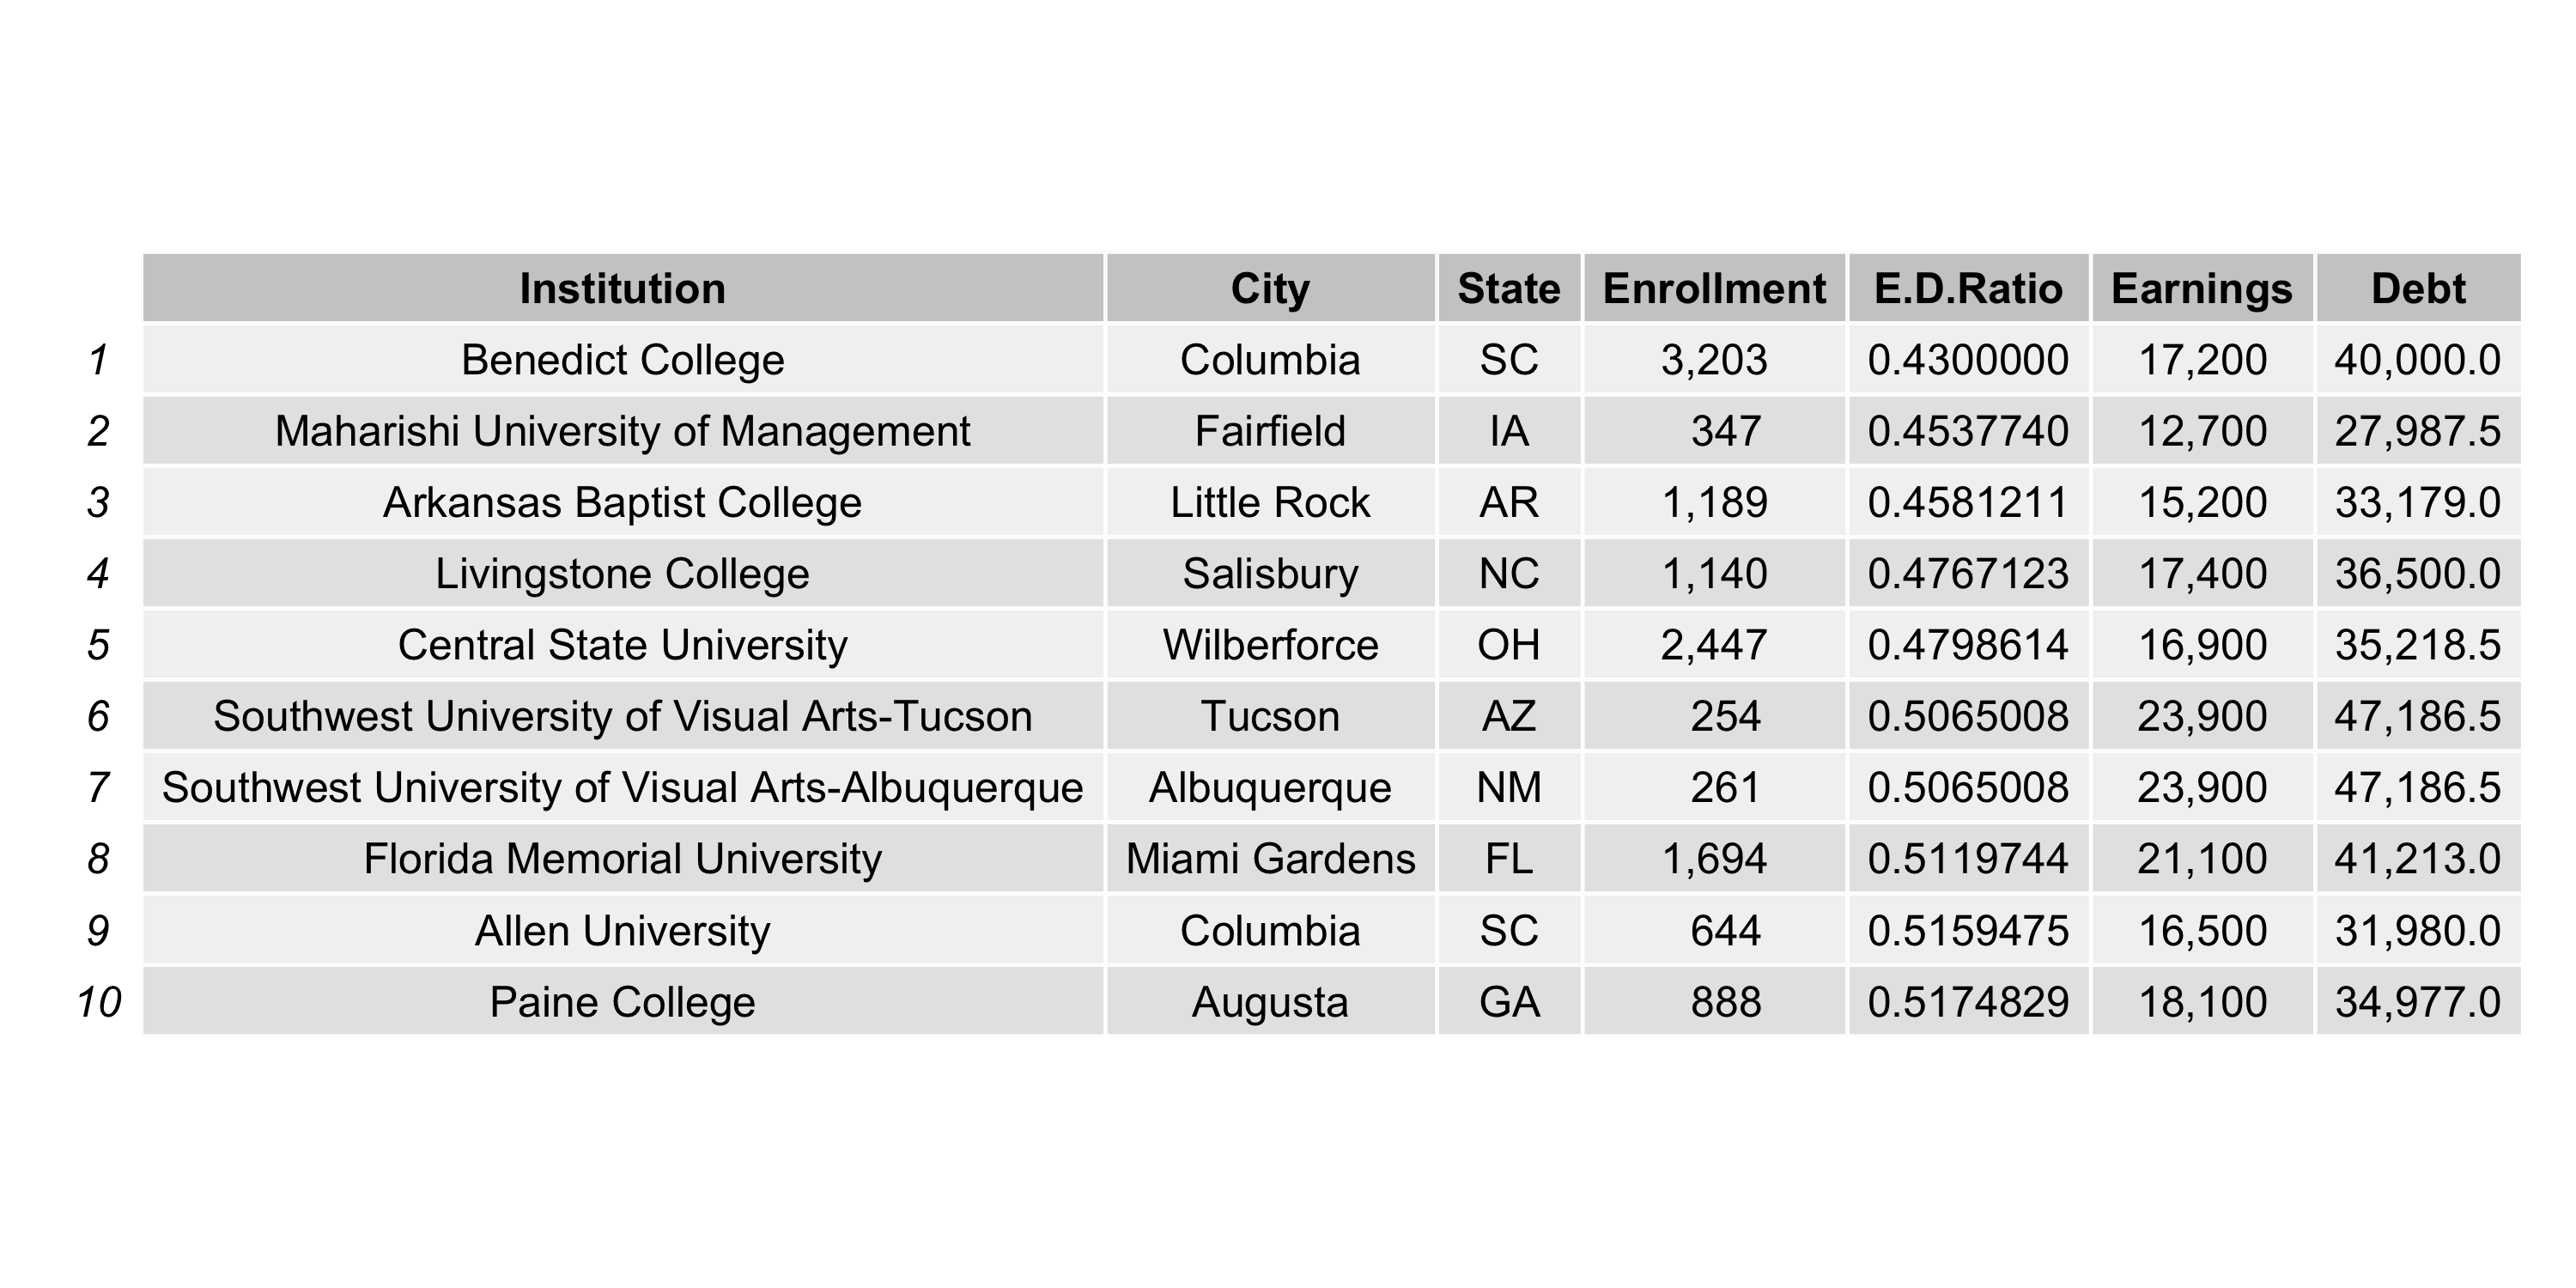 Institution City State Enrollment E.D.Ratio Earnings Debt
1 Benedict College Columbia SC 3,203 0.4300000 17,200 40,000.0
2 Maharishi University of Management Fairfield IA 347 0.4537740 12,700 27,987.5
3 Arkansas Baptist College Little Rock AR 1,189 0.4581211 15,200 33,179.0
4 Livingstone College Salisbury NC 1,140 0.4767123 17,400 36,500.0
5 Central State University Wilberforce OH 2,447 0.4798614 16,900 35,218.5
6 Southwest University of Visual Arts-Tucson Tucson AZ 254 0.5065008 23,900 47,186.5
7 Southwest University of Visual Arts-Albuquerque Albuquerque NM 261 0.5065008 23,900 47,186.5
8 Florida Memorial University Miami Gardens FL 1,694 0.5119744 21,100 41,213.0
9 Allen University Columbia SC 644 0.5159475 16,500 31,980.0
10 Paine College Augusta GA 888 0.5174829 18,100 34,977.0